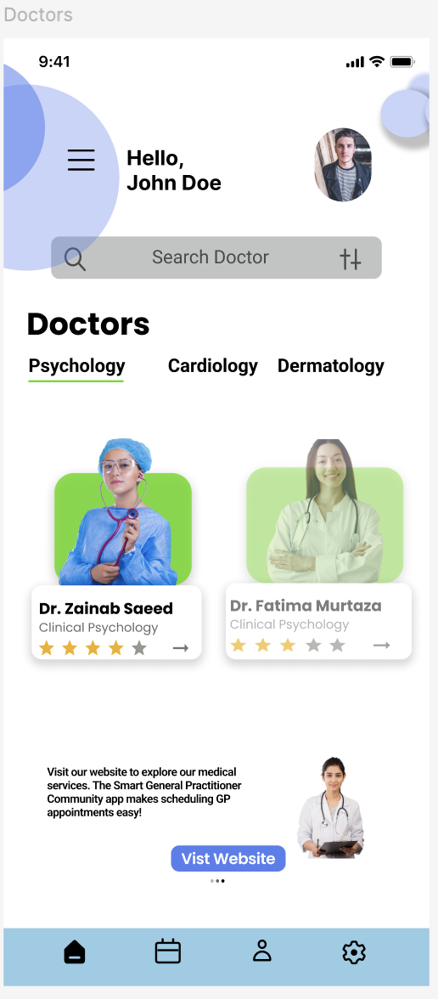 Doctors
9:41
Hello,
John Doe
Search Doctor
Doctors
Psychology Cardiology Dermatology
Dr. Zainab Saeed
Clinical Psychology
Dr. Fatima Murtaza
Clinical Psychology
Visit our website to explore our medical
services. The Smart General Practitioner
Community app makes scheduling GP
appointments easy!
Vist Website